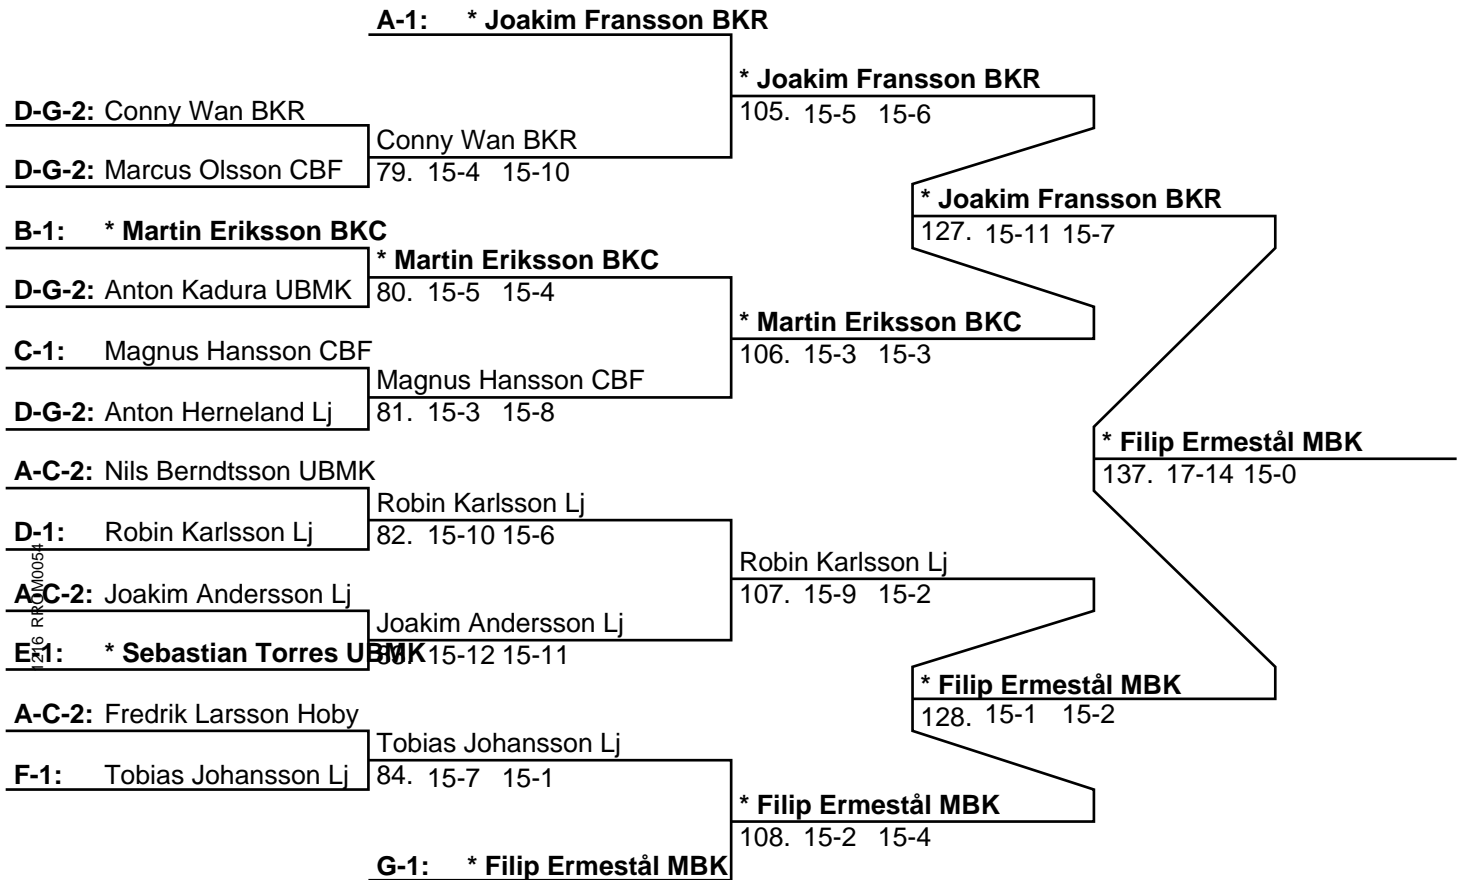 A-1: * Joakim Fransson BKR
* Joakim Fransson BKR
D-G-2: Conny Wan BKR
105. 15-5 15-6
Conny Wan BKR
D-G-2: Marcus Olsson CBF
79. 15-4 15-10
* Joakim Fransson BKR
B-1: * Martin Eriksson BKC
127. 15-11 15-7
* Martin Eriksson BKC
D-G-2: Anton Kadura UBMK
80. 15-5 15-4
* Martin Eriksson BKC
C-1: Magnus Hansson CBF
106. 15-3 15-3
Magnus Hansson CBF
D-G-2: Anton Herneland Lj
81. 15-3 15-8
* Filip Ermestål MBK
A-C-2: Nils Berndtsson UBMK
137. 17-14 15-0
Robin Karlsson Lj
D-1: Robin Karlsson Lj
82. 15-10 15-6
Robin Karlsson Lj
A-C-2: Joakim Andersson Lj
107. 15-9 15-2
Joakim Andersson Lj
E-1: * Sebastian Torres UBMK
15-12 15-11
* Filip Ermestål MBK
A-C-2: Fredrik Larsson Hoby
128. 15-1 15-2
Tobias Johansson Lj
F-1: Tobias Johansson Lj
84. 15-7 15-1
* Filip Ermestål MBK
108. 15-2 15-4
G-1: * Filip Ermestål MBK